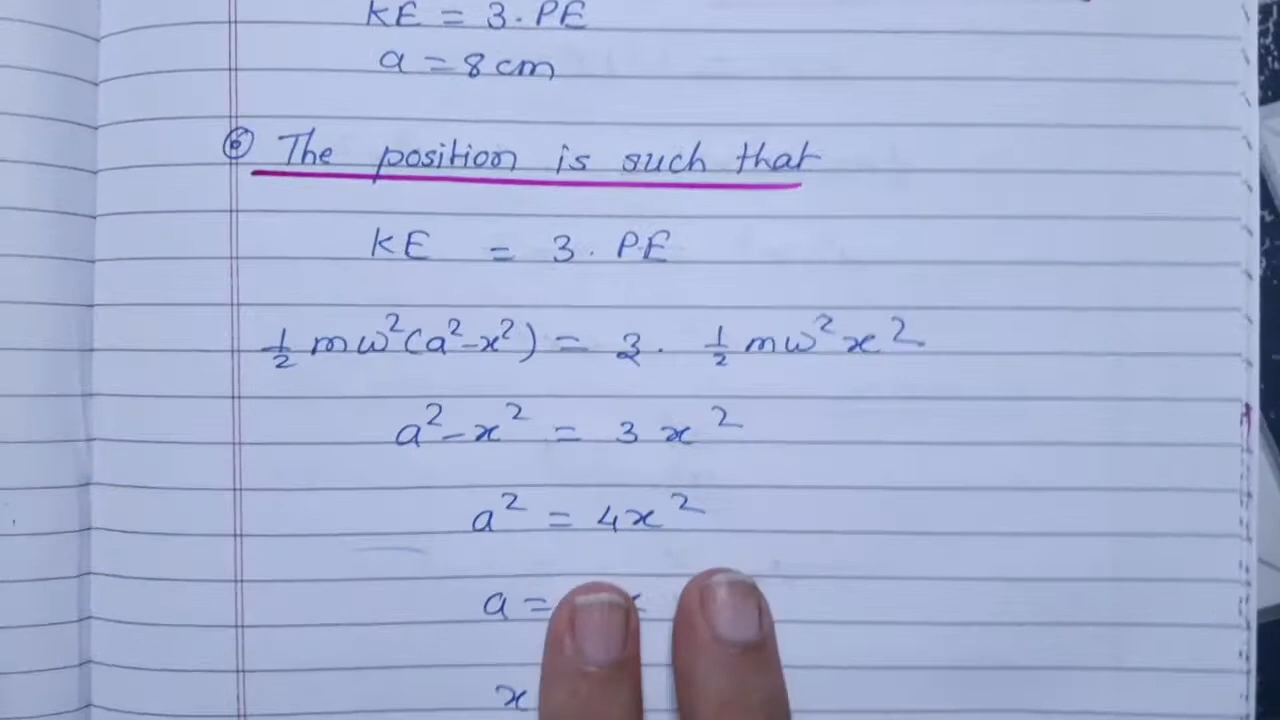 KE = 3. PE
a = 8 cm
⑥ The position is such that
KE = 3. PE
1/2 mω²(a²-x²) = 3. 1/2 mω²x²
a²-x² = 3x²
a² = 4x²
a =
x